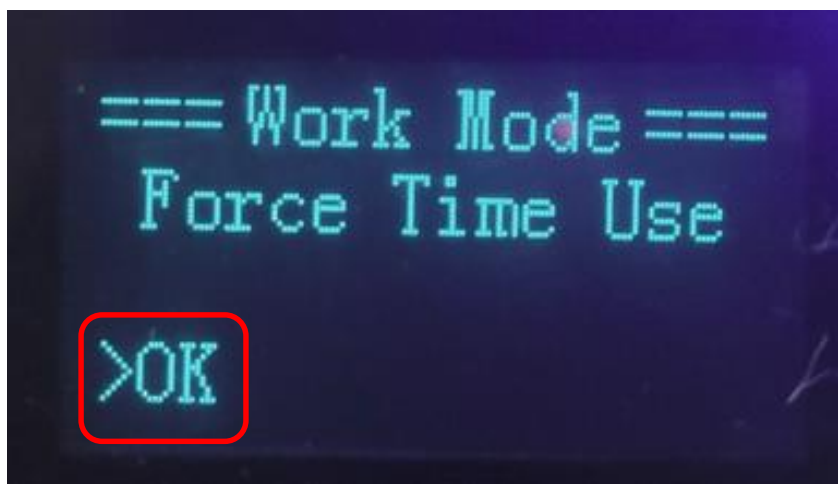 === Work Mode ===
Force Time Use
>OK